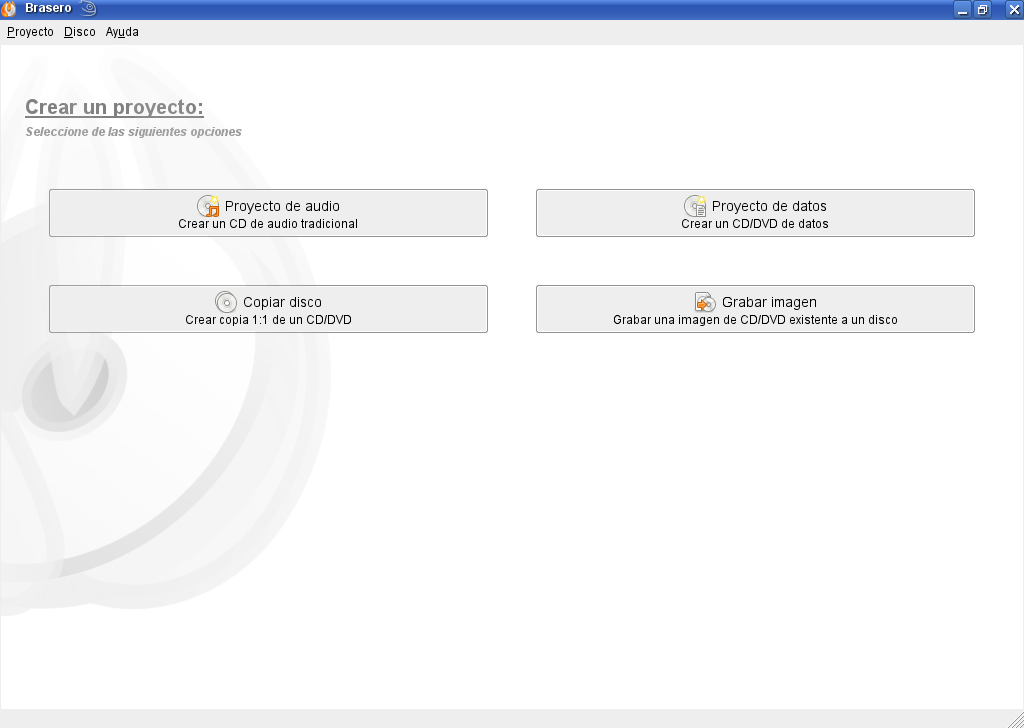 Brasero
Proyecto Disco Ayuda
Crear un proyecto:
Seleccione de las siguientes opciones
Proyecto de audio
Crear un CD de audio tradicional
Proyecto de datos
Crear un CD/DVD de datos
Copiar disco
Crear copia 1:1 de un CD/DVD
Grabar imagen
Grabar una imagen de CD/DVD existente a un disco